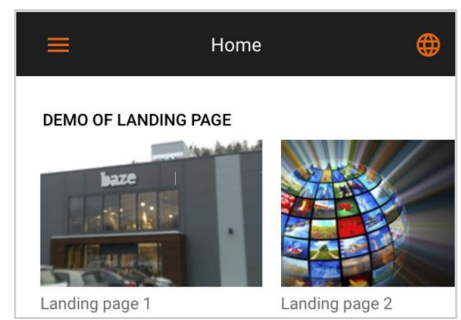 Home
DEMO OF LANDING PAGE
baze
Landing page 1
Landing page 2